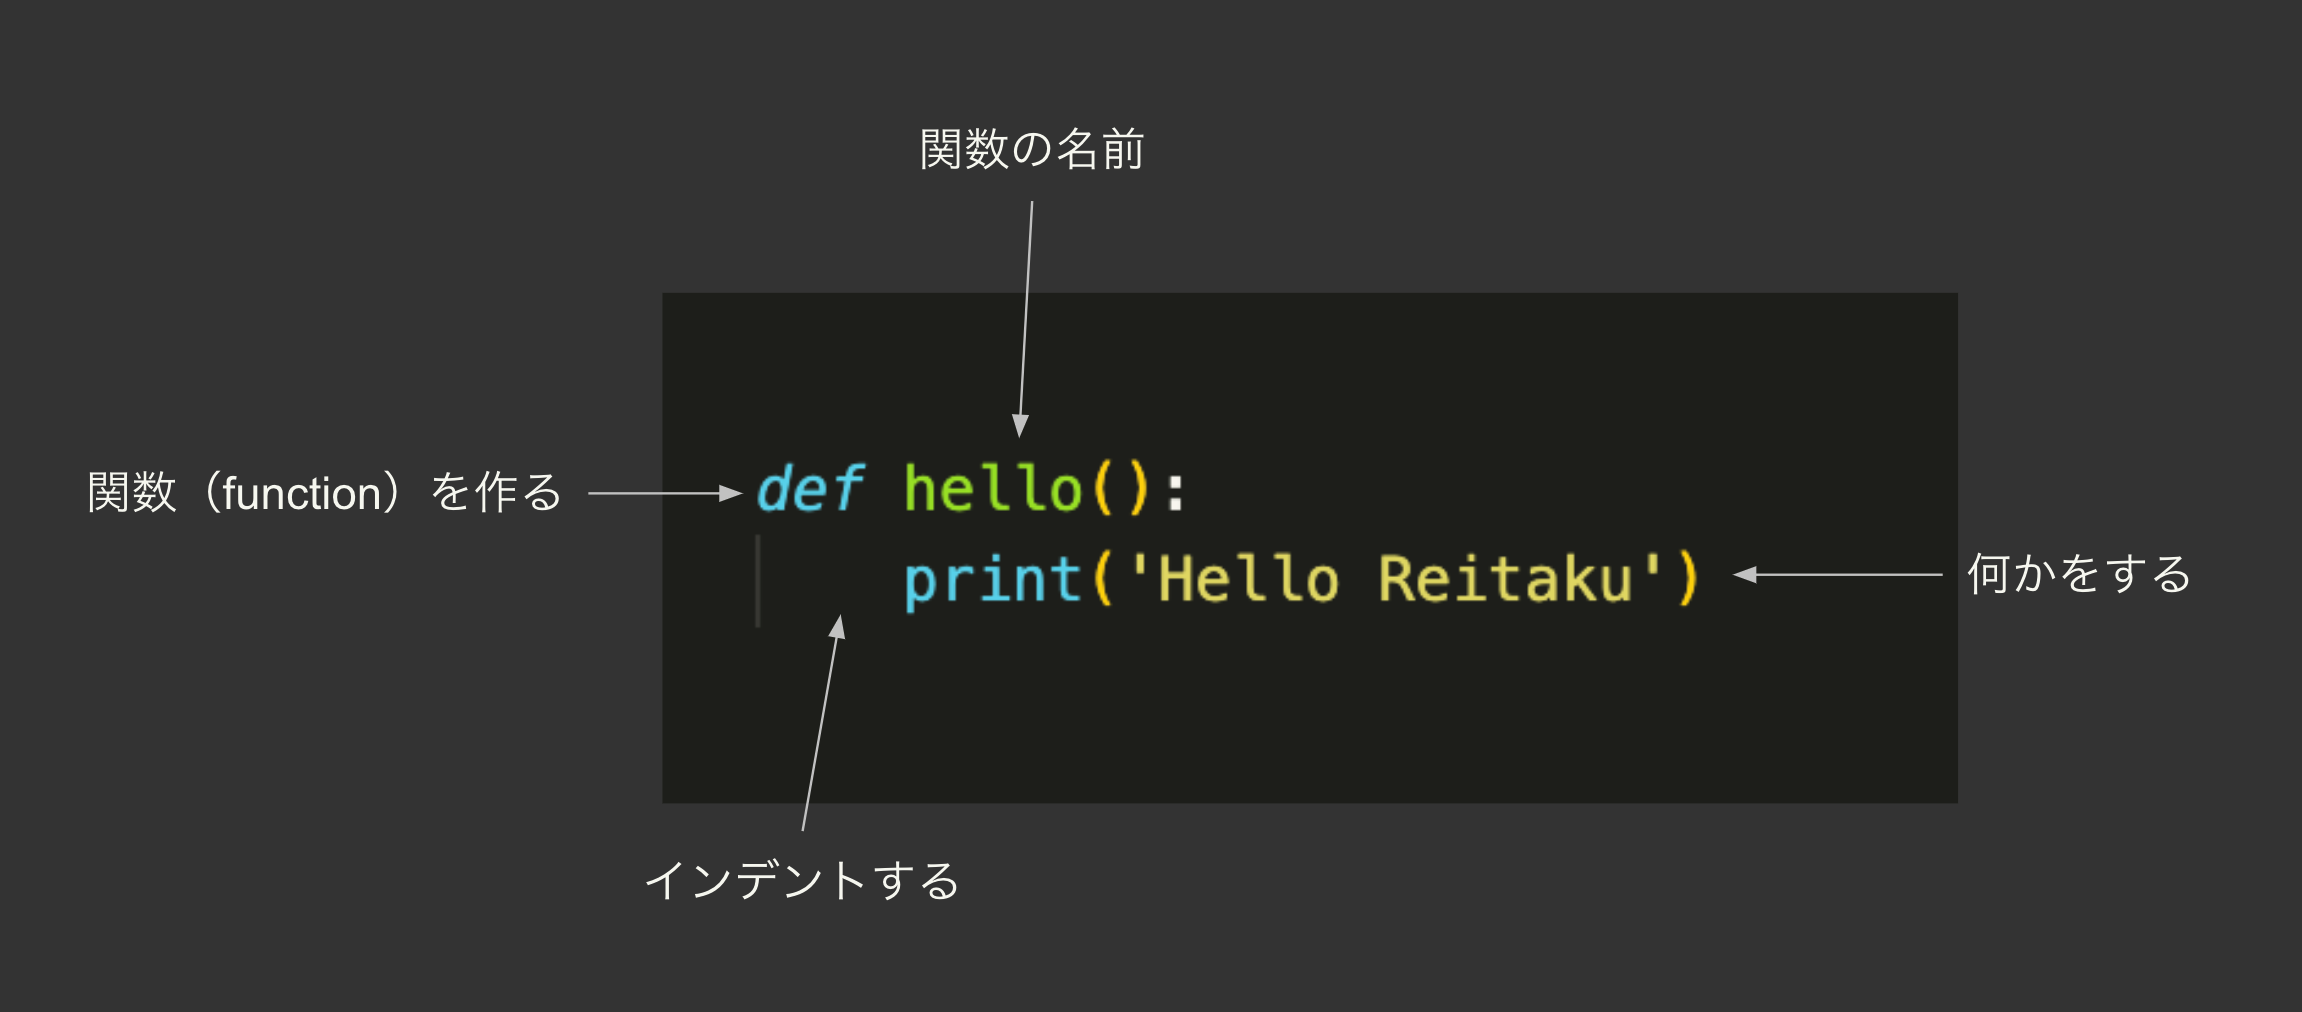 関数の名前
関数（function）を作る
def hello():
    print('Hello Reitaku')
何かをする
インデントする